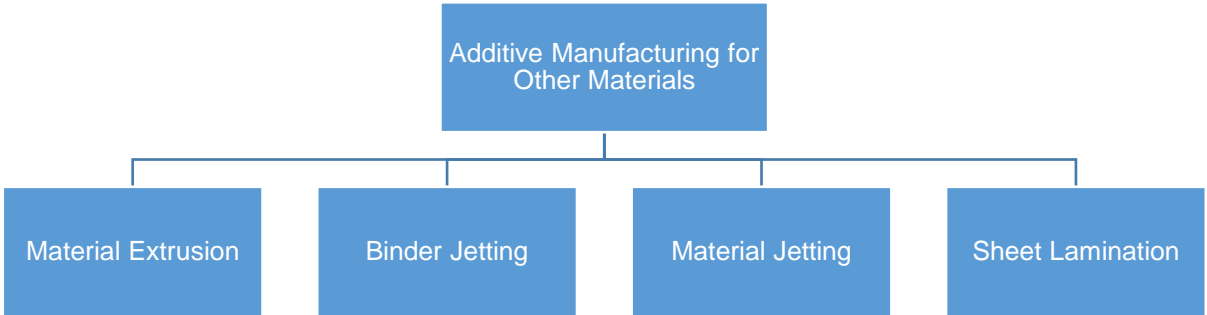 Additive Manufacturing for
Other Materials
Material Extrusion
Binder Jetting
Material Jetting
Sheet Lamination